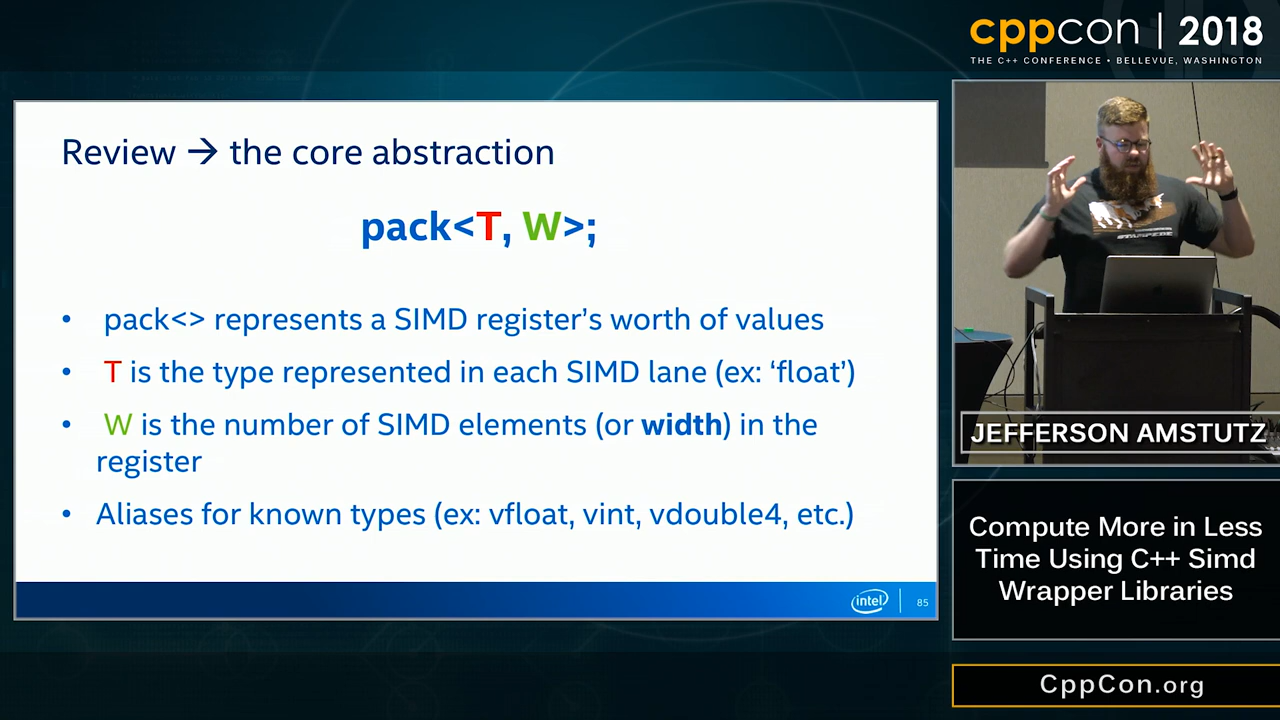 cppcon | 2018
THE C++ CONFERENCE • BELLEVUE, WASHINGTON
Review → the core abstraction
pack<T, W>;
• pack<> represents a SIMD register’s worth of values
• T is the type represented in each SIMD lane (ex: ‘float’)
• W is the number of SIMD elements (or width) in the
register
• Aliases for known types (ex: vfloat, vint, vdouble4, etc.)
intel
85
JEFFERSON AMSTUTZ
Compute More in Less
Time Using C++ Simd
Wrapper Libraries
CppCon.org